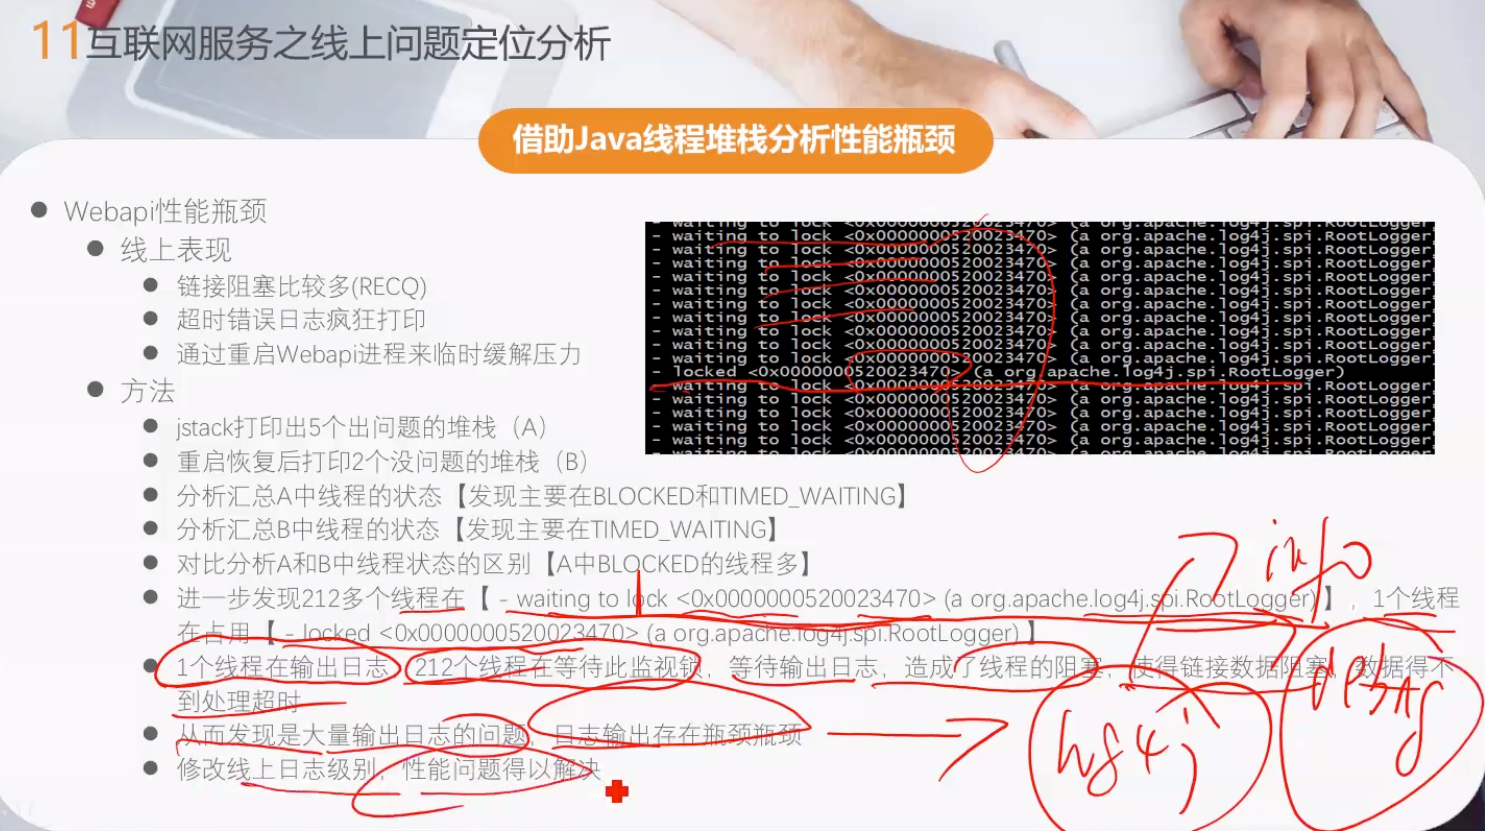 11互联网服务之线上问题定位分析
借助Java线程堆栈分析性能瓶颈
Webapi性能瓶颈
线上表现
链接阻塞比较多(RECQ)
超时错误日志疯狂打印
通过重启Webapi进程来临时缓解压力
方法
jstack打印出5个出问题的堆栈（A）
重启恢复后打印2个没问题的堆栈（B）
分析汇总A中线程的状态【发现主要在BLOCKED和TIMED_WAITING】
分析汇总B中线程的状态【发现主要在TIMED_WAITING】
对比分析A和B中线程状态的区别【A中BLOCKED的线程多】
进一步发现212多个线程在【 - waiting to lock <0x0000000520023470> (a org.apache.log4j.spi.RootLogger) 】，1个线程
在占用【 - locked <0x0000000520023470> (a org.apache.log4j.spi.RootLogger) 】
1个线程在输出日志，212个线程在等待此监视锁，等待输出日志，造成了线程的阻塞，使得链接数据阻塞，数据得不
到处理超时
从而发现是大量输出日志的问题，日志输出存在瓶颈瓶颈
修改线上日志级别，性能问题得以解决
- waiting to lock <0x0000000520023470> (a org.apache.log4j.spi.RootLogger
- waiting to lock <0x0000000520023470> (a org.apache.log4j.spi.RootLogger
- waiting to lock <0x0000000520023470> (a org.apache.log4j.spi.RootLogger
- waiting to lock <0x0000000520023470> (a org.apache.log4j.spi.RootLogger
- waiting to lock <0x0000000520023470> (a org.apache.log4j.spi.RootLogger
- waiting to lock <0x0000000520023470> (a org.apache.log4j.spi.RootLogger
- waiting to lock <0x0000000520023470> (a org.apache.log4j.spi.RootLogger
- waiting to lock <0x0000000520023470> (a org.apache.log4j.spi.RootLogger
- waiting to lock <0x0000000520023470> (a org.apache.log4j.spi.RootLogger
- waiting to lock <0x0000000520023470> (a org.apache.log4j.spi.RootLogger
- waiting to lock <0x0000000520023470> (a org.apache.log4j.spi.RootLogger
- locked <0x0000000520023470> (a org.apache.log4j.spi.RootLogger)
- waiting to lock <0x0000000520023470> (a org.apache.log4j.spi.RootLogger
- waiting to lock <0x0000000520023470> (a org.apache.log4j.spi.RootLogger
- waiting to lock <0x0000000520023470> (a org.apache.log4j.spi.RootLogger
- waiting to lock <0x0000000520023470> (a org.apache.log4j.spi.RootLogger
- waiting to lock <0x0000000520023470> (a org.apache.log4j.spi.RootLogger
- waiting to lock <0x0000000520023470> (a org.apache.log4j.spi.RootLogger
info
debug
log4j